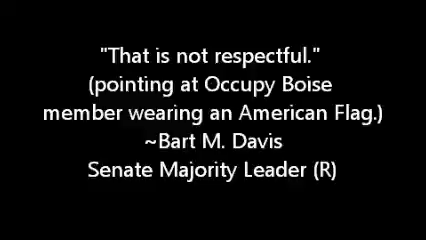 "That is not respectful."
(pointing at Occupy Boise
member wearing an American Flag.)
~Bart M. Davis
Senate Majority Leader (R)